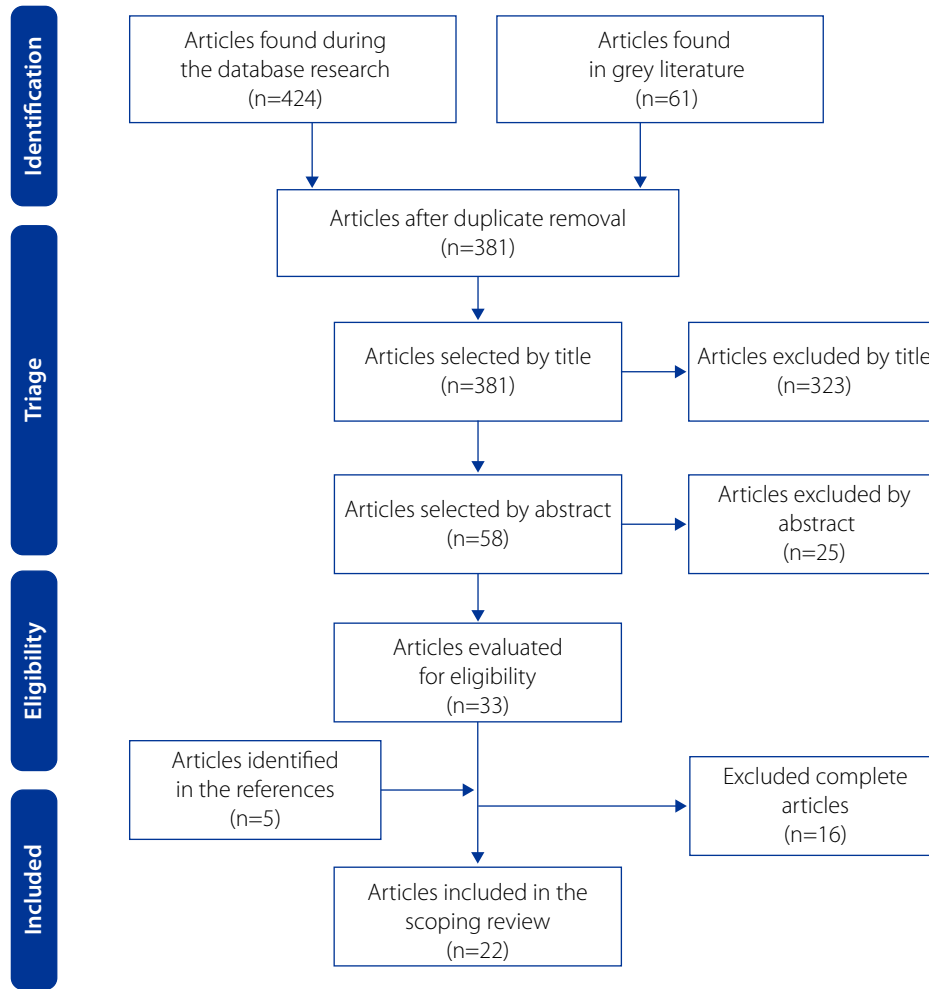 Identification
Articles found during
the database research
(n=424)
Articles found
in grey literature
(n=61)
Articles after duplicate removal
(n=381)
Triage
Articles selected by title
(n=381)
Articles excluded by title
(n=323)
Articles selected by abstract
(n=58)
Articles excluded by
abstract
(n=25)
Eligibility
Articles evaluated
for eligibility
(n=33)
Articles identified
in the references
(n=5)
Excluded complete
articles
(n=16)
Included
Articles included in the
scoping review
(n=22)